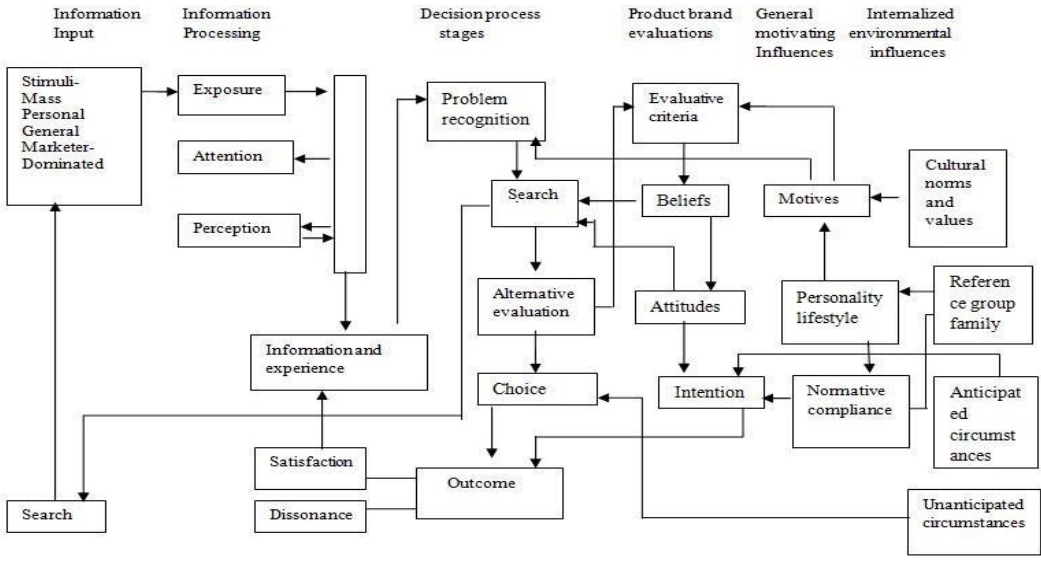 Information
Input
Information
Processing
Decision process
stages
Product brand
evaluations
General
motivating
Influences
Internalized
environmental
influences
Stimuli-
Mass
Personal
General
Marketer-
Dominated
Exposure
Attention
Perception
Problem
recognition
Evaluative
criteria
Cultural
norms
and
values
Search
Beliefs
Motives
Alternative
evaluation
Attitudes
Personality
lifestyle
Referen
ce group
family
Information and
experience
Choice
Intention
Normative
compliance
Anticipat
ed
circumst
ances
Satisfaction
Outcome
Search
Dissonance
Unanticipated
circumstances